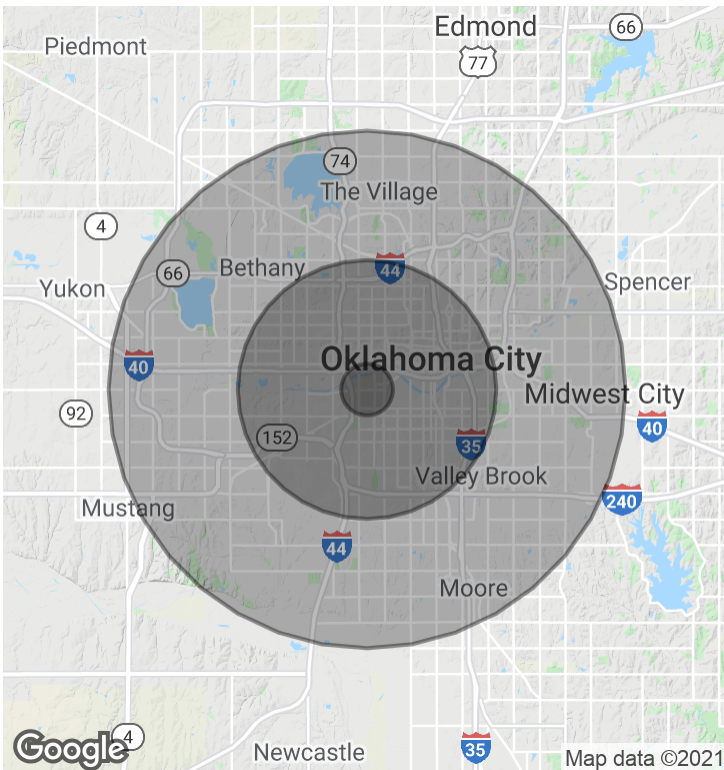 Edmond
66
Piedmont
77
74
The Village
4
44
Bethany
66
Spencer
Yukon
Oklahoma City
40
Midwest City
92
40
152
35
Valley Brook
240
Mustang
44
Moore
4
Google
Newcastle
35
Map data ©2021